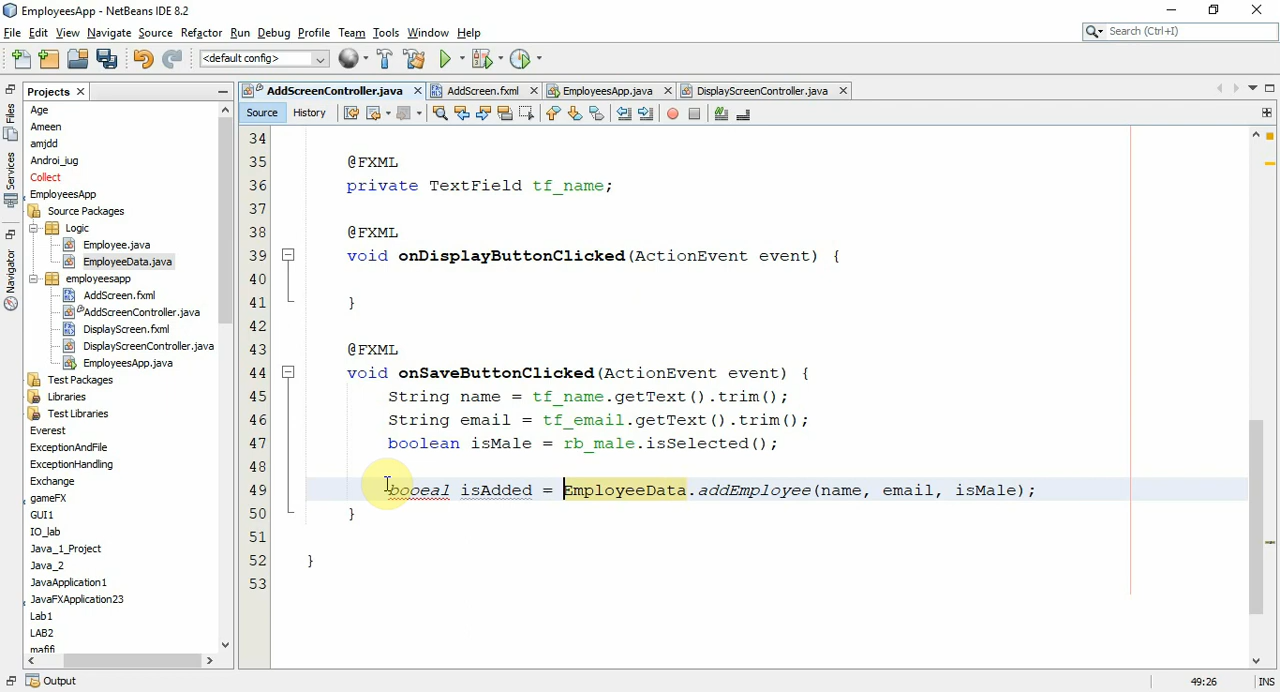 EmployeesApp - NetBeans IDE 8.2
File Edit View Navigate Source Refactor Run Debug Profile Team Tools Window Help
Search (Ctrl+I)
<default config>
Projects
AddScreenController.java AddScreen.fxml EmployeesApp.java DisplayScreenController.java
Source History
Files
Services
Navigator
Age
Ameen
amjdd
Androi_iug
Collect
EmployeesApp
Source Packages
Logic
Employee.java
EmployeeData.java
employeesapp
AddScreen.fxml
AddScreenController.java
DisplayScreen.fxml
DisplayScreenController.java
EmployeesApp.java
Test Packages
Libraries
Test Libraries
Everest
ExceptionAndFile
ExceptionHandling
Exchange
gameFX
GUI1
IO_lab
Java_1_Project
Java_2
JavaApplication1
JavaFXApplication23
Lab1
LAB2
mafifi
34
35 @FXML
36 private TextField tf_name;
37
38 @FXML
39 void onDisplayButtonClicked(ActionEvent event) {
40
41 }
42
43 @FXML
44 void onSaveButtonClicked(ActionEvent event) {
45 String name = tf_name.getText().trim();
46 String email = tf_email.getText().trim();
47 boolean isMale = rb_male.isSelected();
48
49 booeal isAdded = EmployeeData.addEmployee(name, email, isMale);
50 }
51
52 }
53
Output
49:26 INS